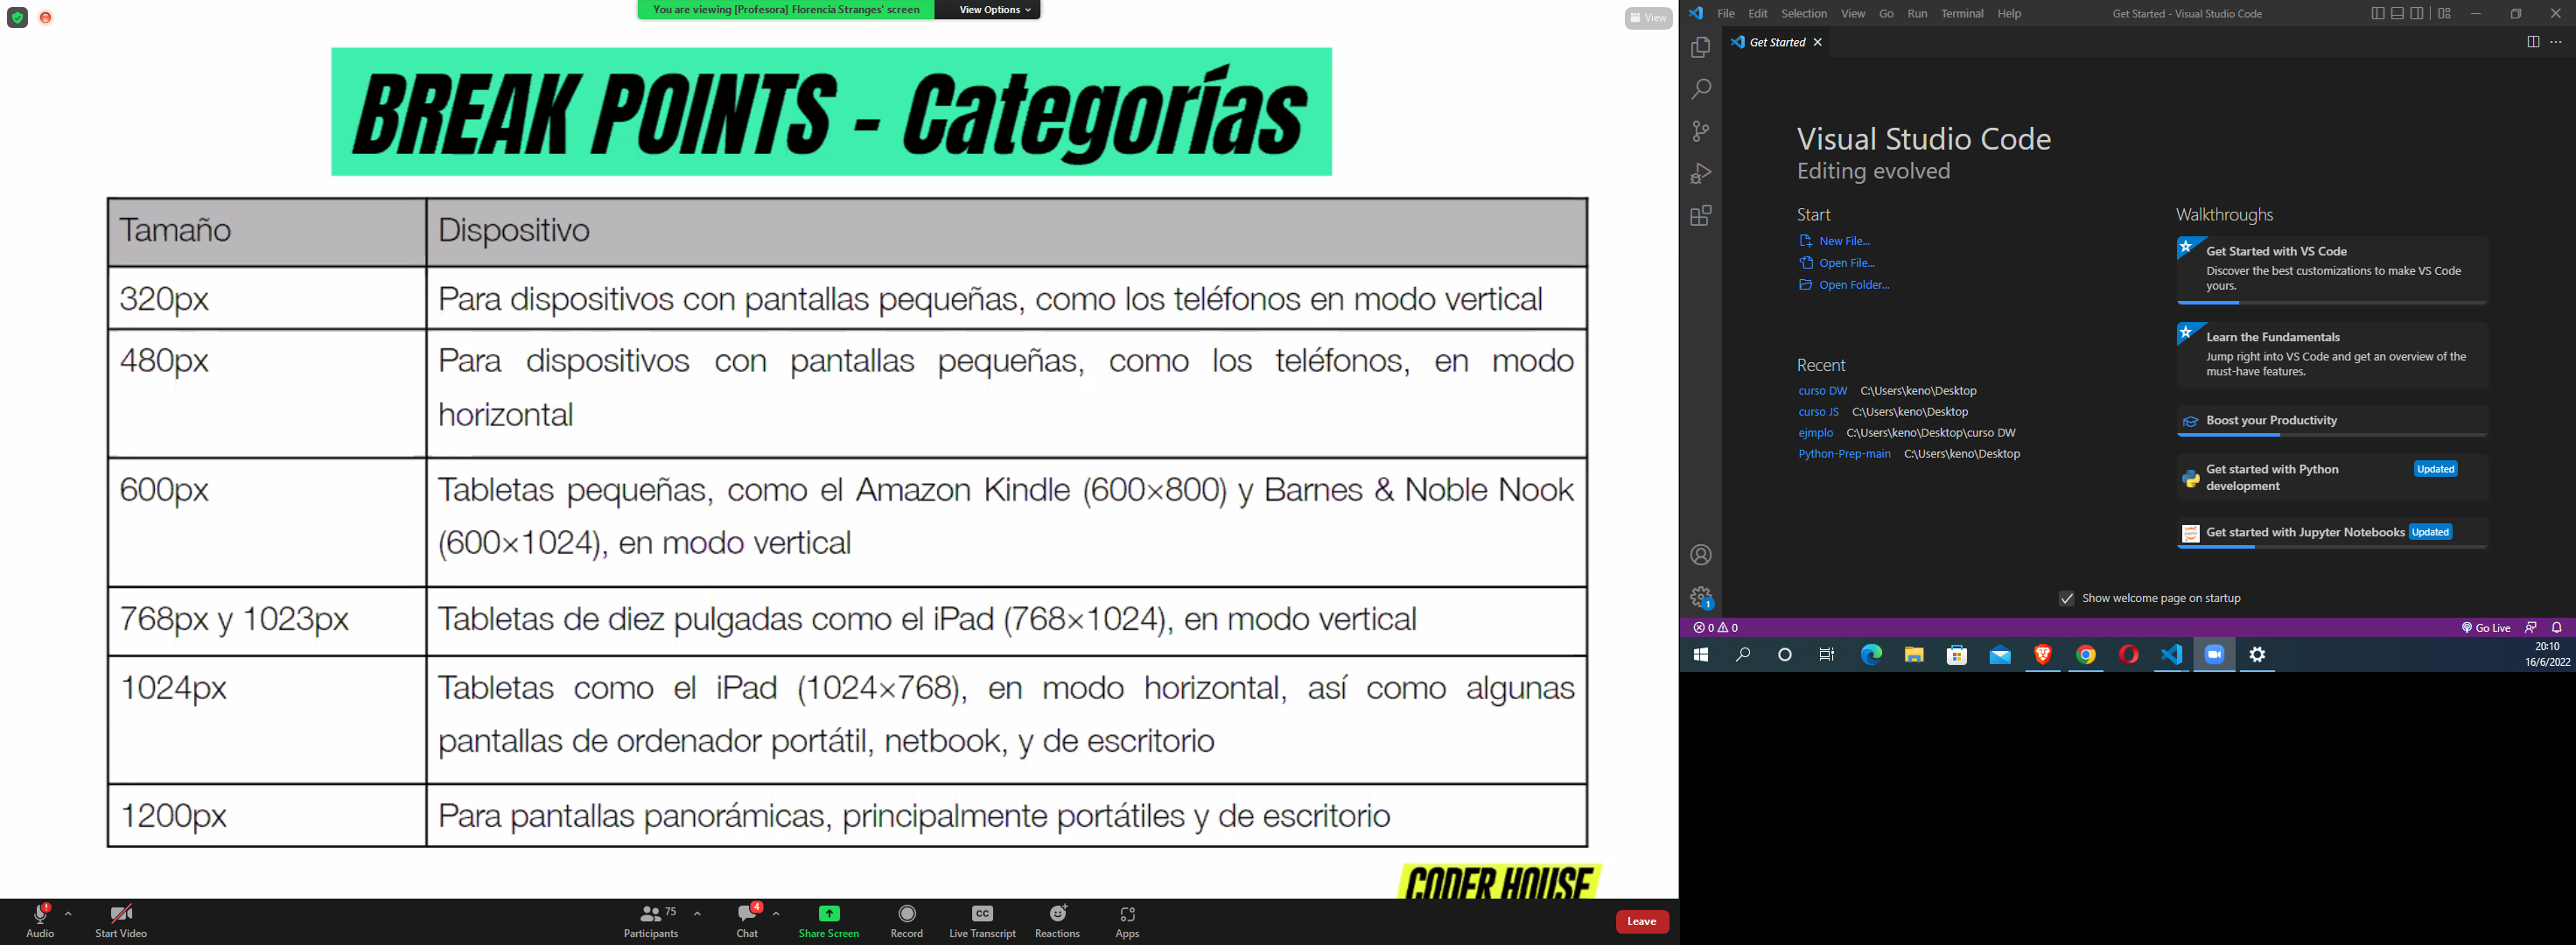 You are viewing [Profesora] Florencia Stranges' screen
View Options
View
BREAK POINTS - Categorías
Tamaño
Dispositivo
320px
Para dispositivos con pantallas pequeñas, como los teléfonos en modo vertical
480px
Para dispositivos con pantallas pequeñas, como los teléfonos, en modo
horizontal
600px
Tabletas pequeñas, como el Amazon Kindle (600×800) y Barnes & Noble Nook
(600×1024), en modo vertical
768px y 1023px
Tabletas de diez pulgadas como el iPad (768×1024), en modo vertical
1024px
Tabletas como el iPad (1024×768), en modo horizontal, así como algunas
pantallas de ordenador portátil, netbook, y de escritorio
1200px
Para pantallas panorámicas, principalmente portátiles y de escritorio
CODER HOUSE
Audio
Start Video
75
Participants
4
Chat
Share Screen
Record
CC
Live Transcript
Reactions
Apps
Leave
File Edit Selection View Go Run Terminal Help
Get Started - Visual Studio Code
Get Started
Visual Studio Code
Editing evolved
Start
New File...
Open File...
Open Folder...
Recent
curso DW C:\Users\keno\Desktop
curso JS C:\Users\keno\Desktop
ejmplo C:\Users\keno\Desktop\curso DW
Python-Prep-main C:\Users\keno\Desktop
Walkthroughs
Get Started with VS Code
Discover the best customizations to make VS Code
yours.
Learn the Fundamentals
Jump right into VS Code and get an overview of the
must-have features.
Boost your Productivity
Get started with Python
development
Updated
Get started with Jupyter Notebooks
Updated
Show welcome page on startup
1
0 0
Go Live
20:10
16/6/2022